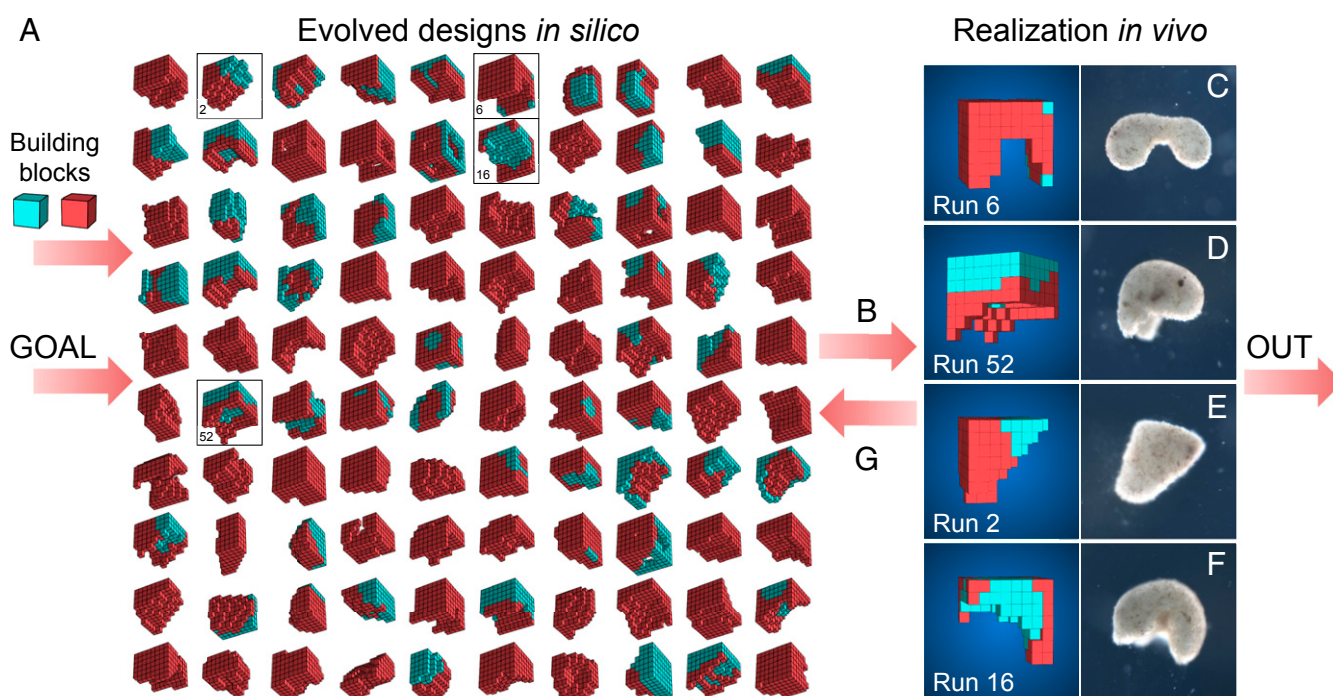 A
Evolved designs in silico
Realization in vivo
Building
blocks
GOAL
2
6
16
52
B
G
Run 6
C
Run 52
D
Run 2
E
Run 16
F
OUT